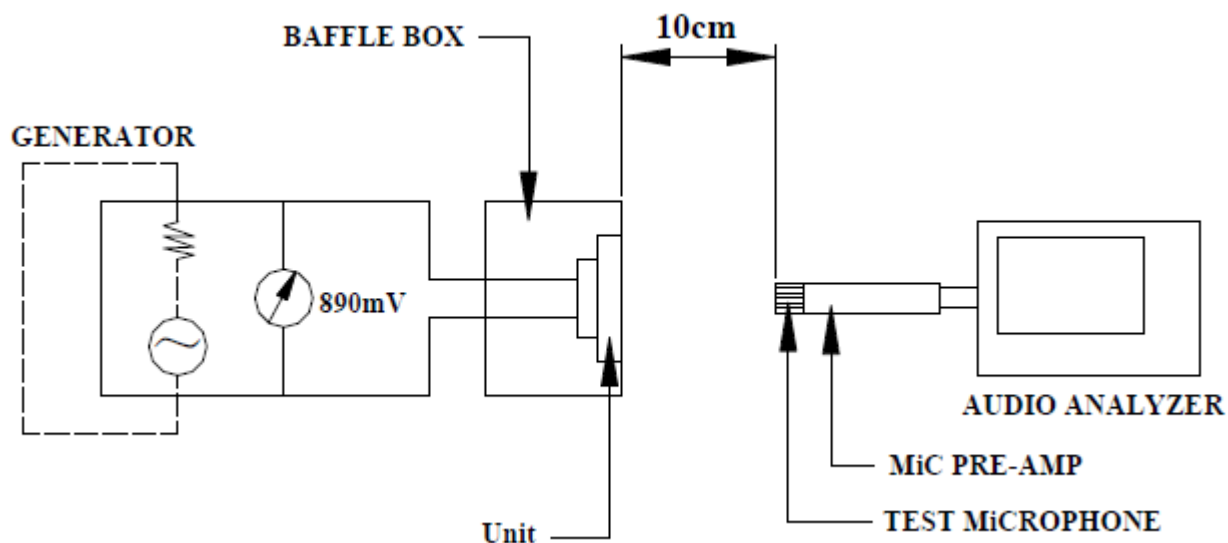 10cm
BAFFLE BOX
GENERATOR
890mV
AUDIO ANALYZER
MiC PRE-AMP
TEST MiCROPHONE
Unit